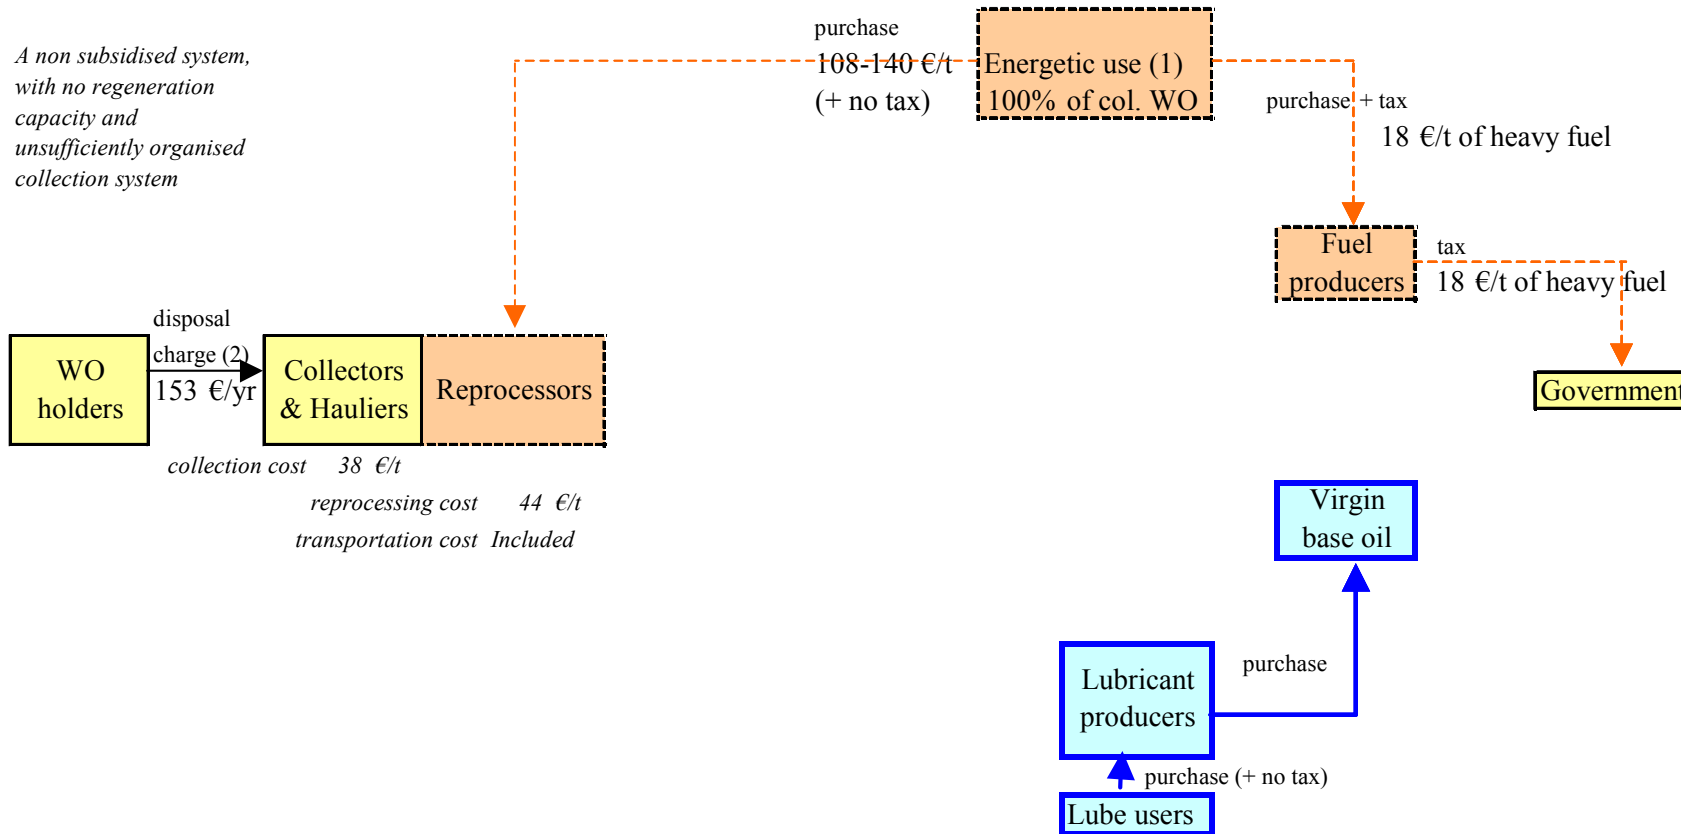 A non subsidised system,
with no regeneration
capacity and
unsufficiently organised
collection system
purchase
108-140 €/t
(+ no tax)
Energetic use (1)
100% of col. WO
purchase + tax
18 €/t of heavy fuel
Fuel
producers
tax
18 €/t of heavy fuel
WO
holders
disposal
charge (2)
153 €/yr
Collectors
& Hauliers
Reprocessors
Government
collection cost 38 €/t
reprocessing cost 44 €/t
transportation cost Included
Virgin
base oil
Lubricant
producers
purchase
purchase (+ no tax)
Lube users